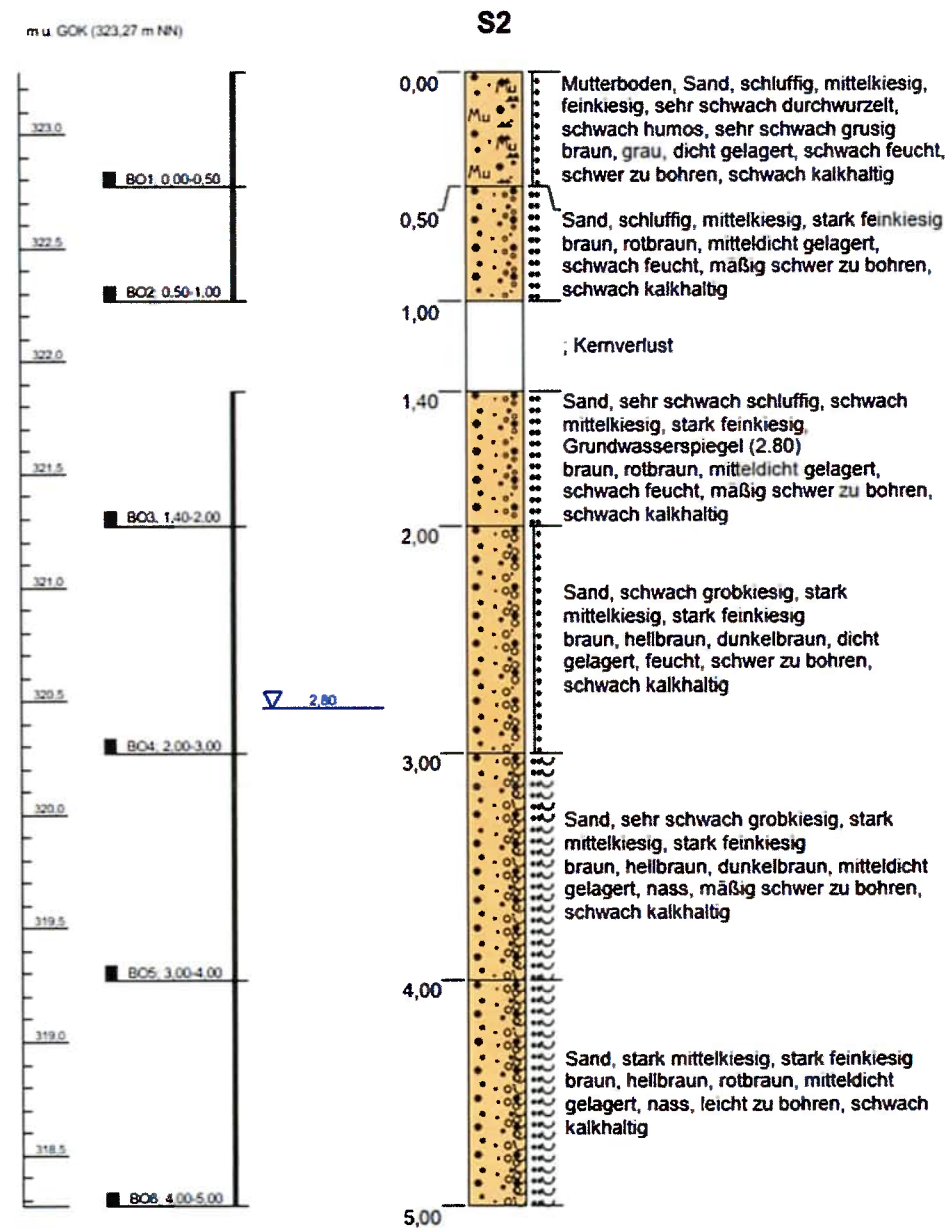 S2
m u. GOK (323,27 m NN)
323.0
322.5
322.0
321.5
321.0
320.5
320.0
319.5
319.0
318.5
BO1, 0.00-0,50
BO2; 0.50-1.00
BO3, 1,40-2.00
BO4; 2.00-3,00
BO5; 3,00-4,00
BO6, 4,00-5,00
2,80
0,00
0,50
1,00
1,40
2,00
3,00
4,00
5,00
Mu
Mu
Mu
Mutterboden, Sand, schluffig, mittelkiesig,
feinkiesig, sehr schwach durchwurzelt,
schwach humos, sehr schwach grusig
braun, grau, dicht gelagert, schwach feucht,
schwer zu bohren, schwach kalkhaltig
Sand, schluffig, mittelkiesig, stark feinkiesig
braun, rotbraun, mitteldicht gelagert,
schwach feucht, mäßig schwer zu bohren,
schwach kalkhaltig
; Kernverlust
Sand, sehr schwach schluffig, schwach
mittelkiesig, stark feinkiesig,
Grundwasserspiegel (2.80)
braun, rotbraun, mitteldicht gelagert,
schwach feucht, mäßig schwer zu bohren,
schwach kalkhaltig
Sand, schwach grobkiesig, stark
mittelkiesig, stark feinkiesig
braun, hellbraun, dunkelbraun, dicht
gelagert, feucht, schwer zu bohren,
schwach kalkhaltig
Sand, sehr schwach grobkiesig, stark
mittelkiesig, stark feinkiesig
braun, hellbraun, dunkelbraun, mitteldicht
gelagert, nass, mäßig schwer zu bohren,
schwach kalkhaltig
Sand, stark mittelkiesig, stark feinkiesig
braun, hellbraun, rotbraun, mitteldicht
gelagert, nass, leicht zu bohren, schwach
kalkhaltig